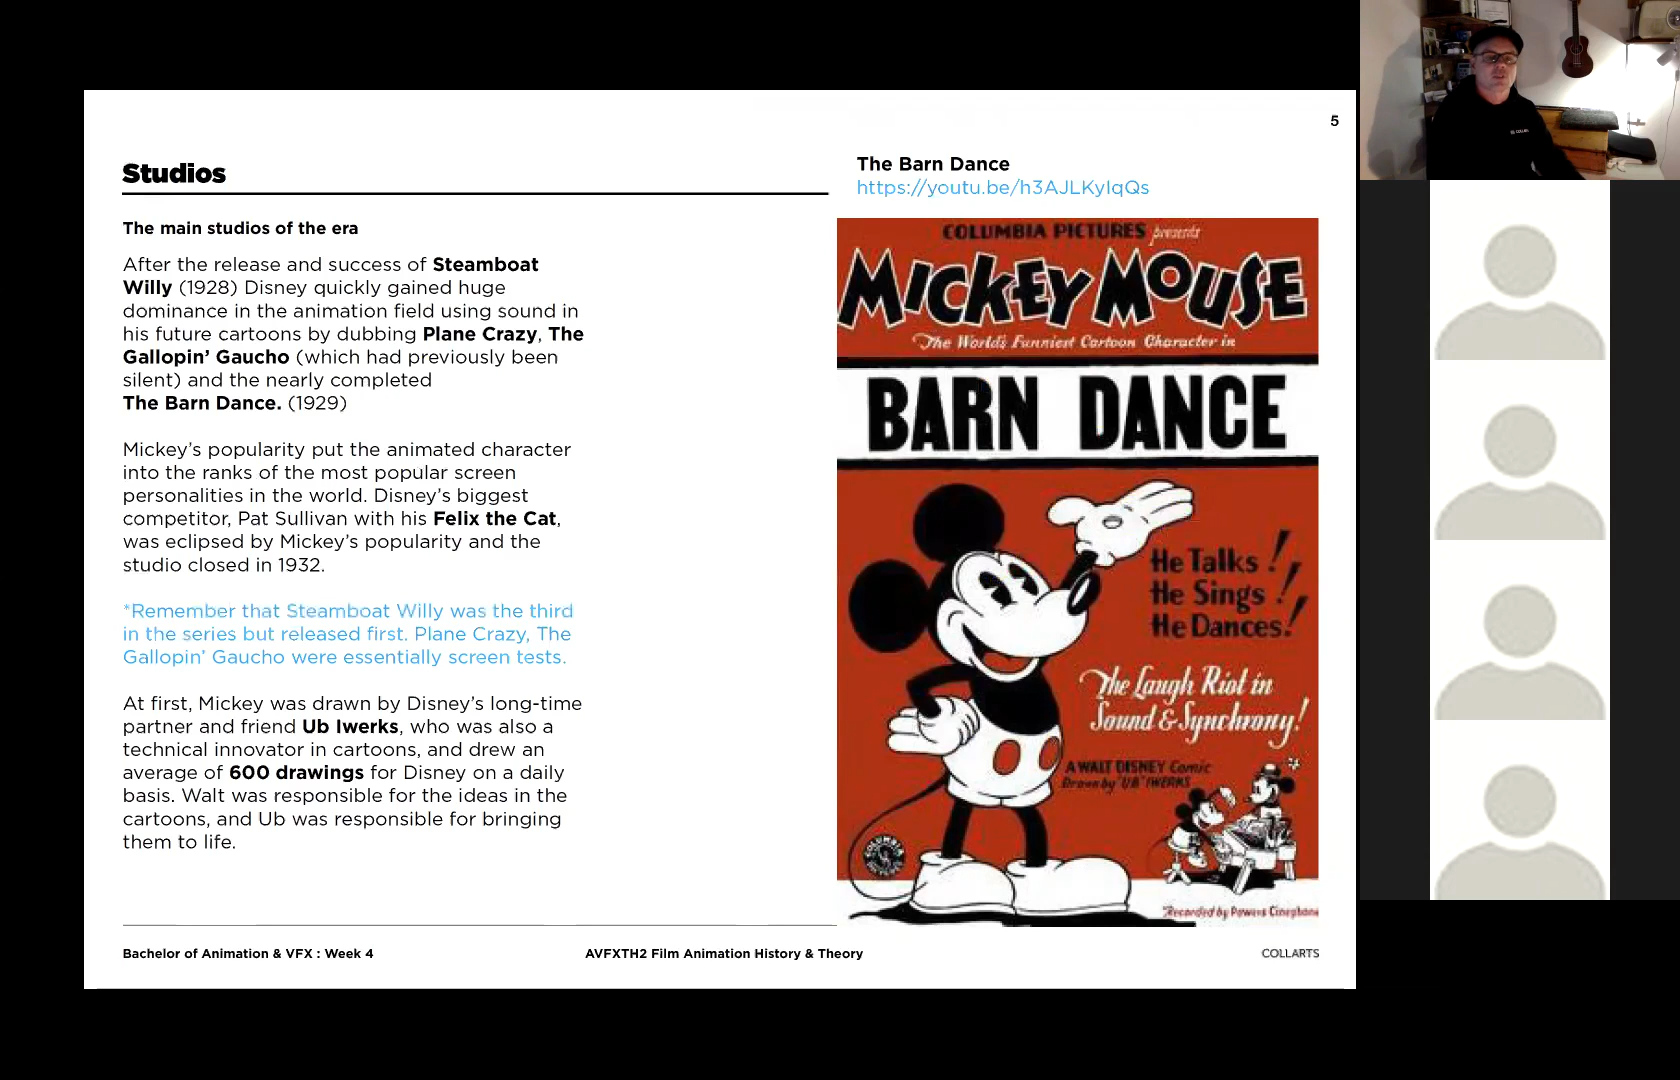 5
Studios
The main studios of the era
After the release and success of Steamboat
Willy (1928) Disney quickly gained huge
dominance in the animation field using sound in
his future cartoons by dubbing Plane Crazy, The
Gallopin’ Gaucho (which had previously been
silent) and the nearly completed
The Barn Dance. (1929)
Mickey’s popularity put the animated character
into the ranks of the most popular screen
personalities in the world. Disney’s biggest
competitor, Pat Sullivan with his Felix the Cat,
was eclipsed by Mickey’s popularity and the
studio closed in 1932.
*Remember that Steamboat Willy was the third
in the series but released first. Plane Crazy, The
Gallopin’ Gaucho were essentially screen tests.
At first, Mickey was drawn by Disney’s long-time
partner and friend Ub Iwerks, who was also a
technical innovator in cartoons, and drew an
average of 600 drawings for Disney on a daily
basis. Walt was responsible for the ideas in the
cartoons, and Ub was responsible for bringing
them to life.
The Barn Dance
https://youtu.be/h3AJLKyIqQs
COLUMBIA PICTURES presents
MICKEY MOUSE
The World's Funniest Cartoon Character in
BARN DANCE
He Talks!
He Sings!
He Dances!
The Laugh Riot in
Sound & Synchrony!
A WALT DISNEY Comic
Drawn by "UB" IWERKS
Recorded by Powers Cinephone
Bachelor of Animation & VFX : Week 4
AVFXTH2 Film Animation History & Theory
COLLARTS